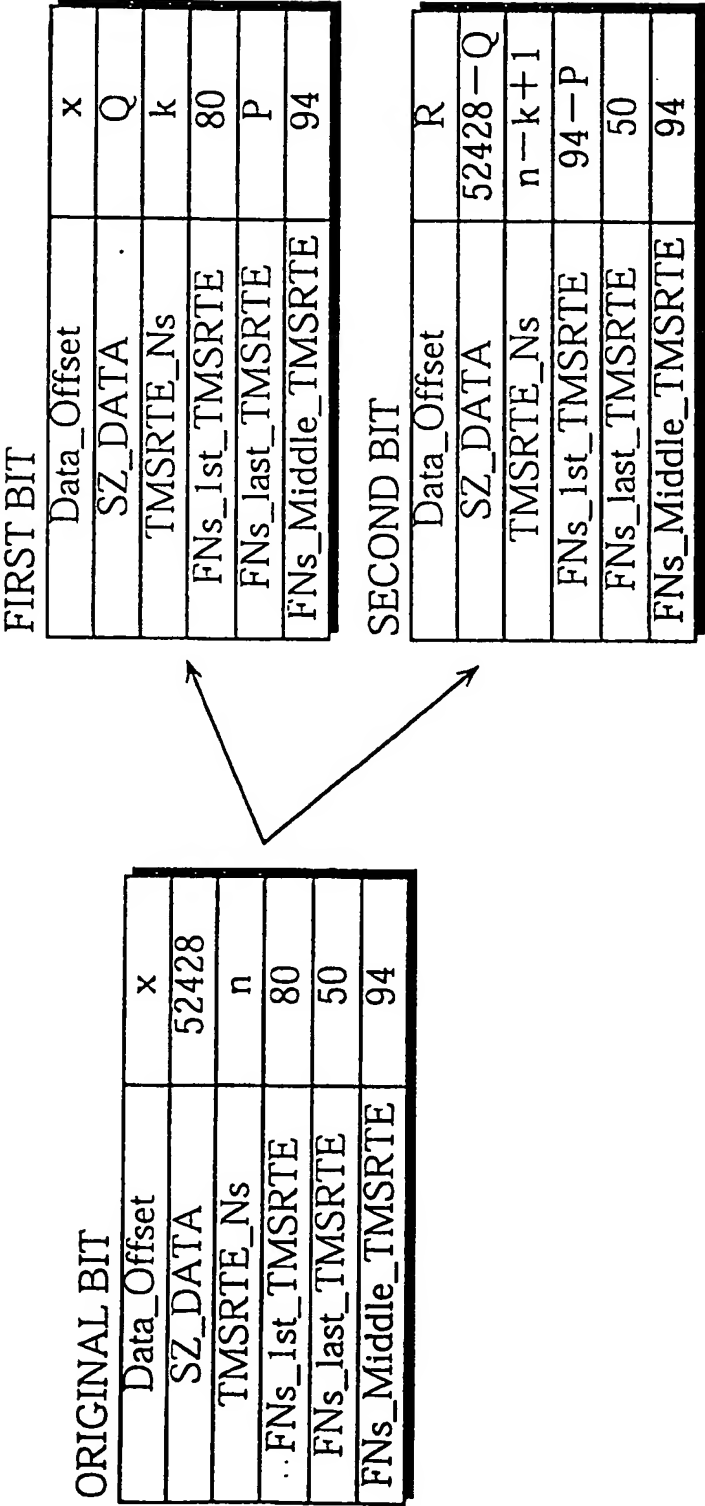 ORIGINAL BIT
Data_Offset x
SZ_DATA 52428
TMSRTE_Ns n
FNs_1st_TMSRTE 80
FNs_last_TMSRTE 50
FNs_Middle_TMSRTE 94
FIRST BIT
Data_Offset x
SZ_DATA Q
TMSRTE_Ns k
FNs_1st_TMSRTE 80
FNs_last_TMSRTE P
FNs_Middle_TMSRTE 94
SECOND BIT
Data_Offset R
SZ_DATA 52428-Q
TMSRTE_Ns n-k+1
FNs_1st_TMSRTE 94-P
FNs_last_TMSRTE 50
FNs_Middle_TMSRTE 94